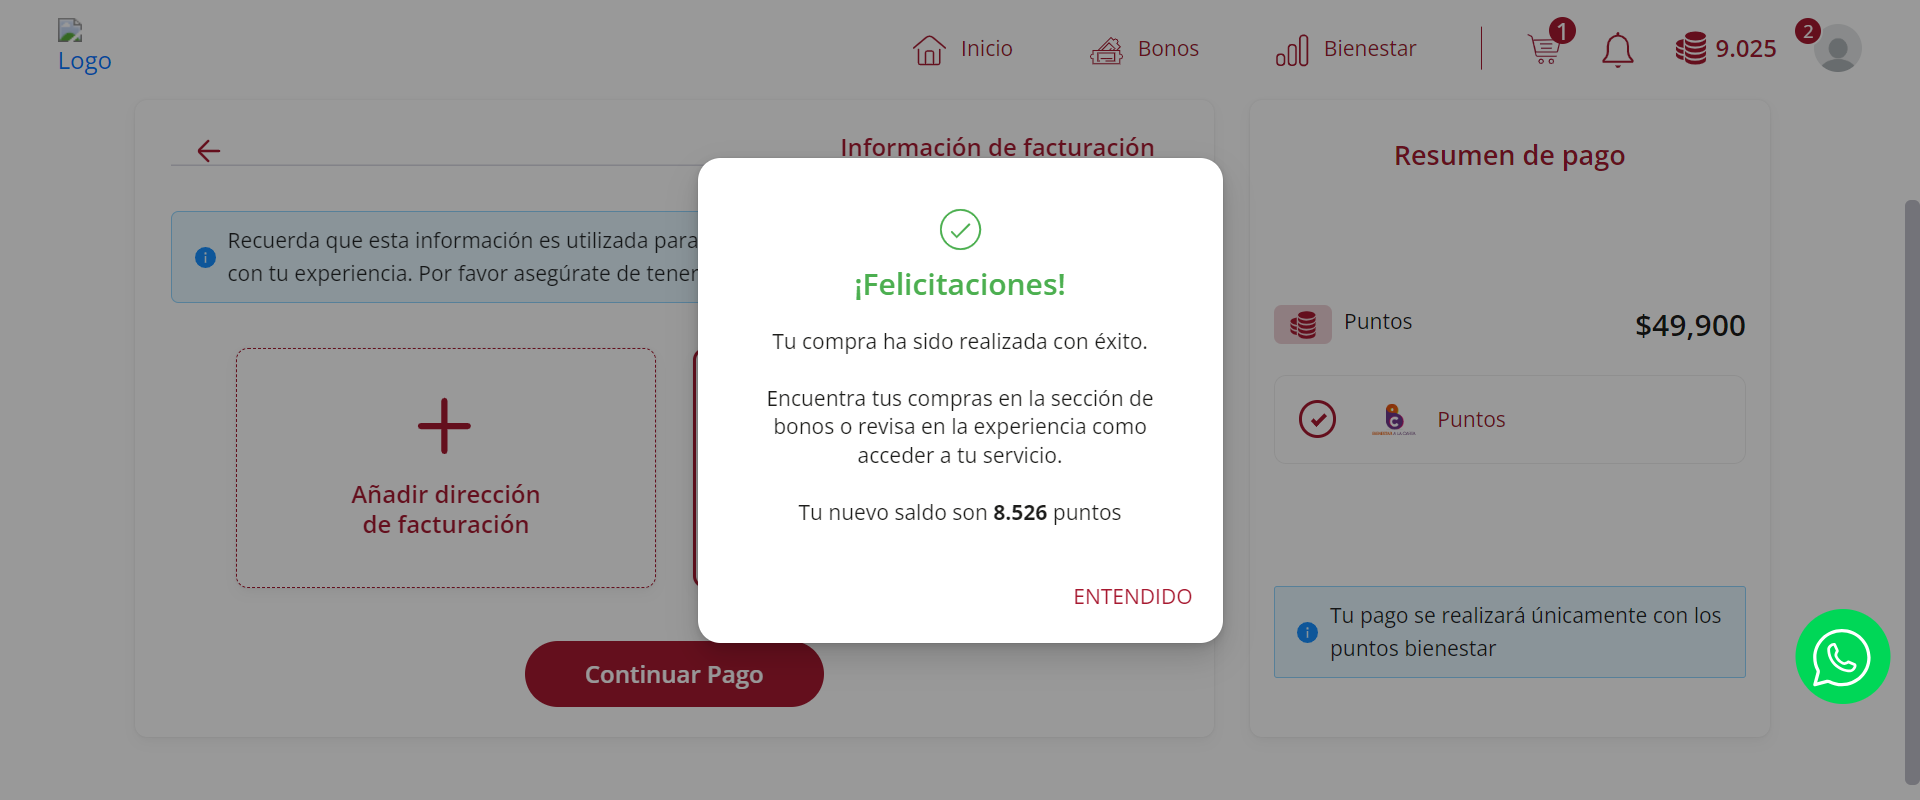 Logo
Inicio
Bonos
Bienestar
1
9.025
2
Información de facturación
Recuerda que esta información es utilizada para
con tu experiencia. Por favor asegúrate de tener
Añadir dirección
de facturación
Continuar Pago
¡Felicitaciones!
Tu compra ha sido realizada con éxito.
Encuentra tus compras en la sección de
bonos o revisa en la experiencia como
acceder a tu servicio.
Tu nuevo saldo son 8.526 puntos
ENTENDIDO
Resumen de pago
Puntos
$49,900
Puntos
Tu pago se realizará únicamente con los
puntos bienestar